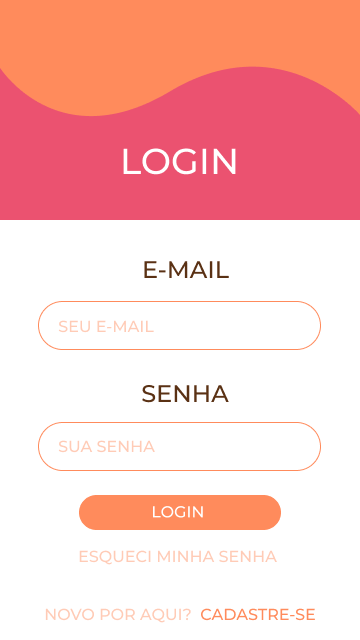 LOGIN
E-MAIL
SEU E-MAIL
SENHA
SUA SENHA
LOGIN
ESQUECI MINHA SENHA
NOVO POR AQUI? CADASTRE-SE